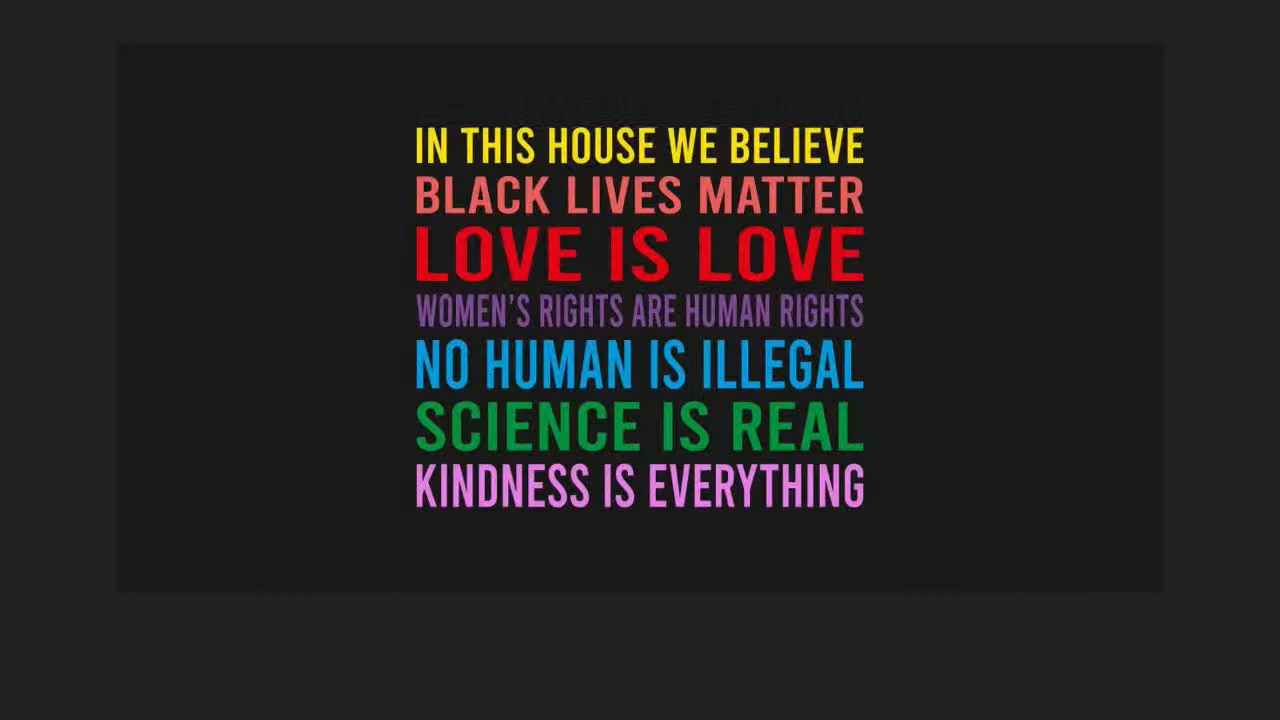 IN THIS HOUSE WE BELIEVE
BLACK LIVES MATTER
LOVE IS LOVE
WOMEN'S RIGHTS ARE HUMAN RIGHTS
NO HUMAN IS ILLEGAL
SCIENCE IS REAL
KINDNESS IS EVERYTHING